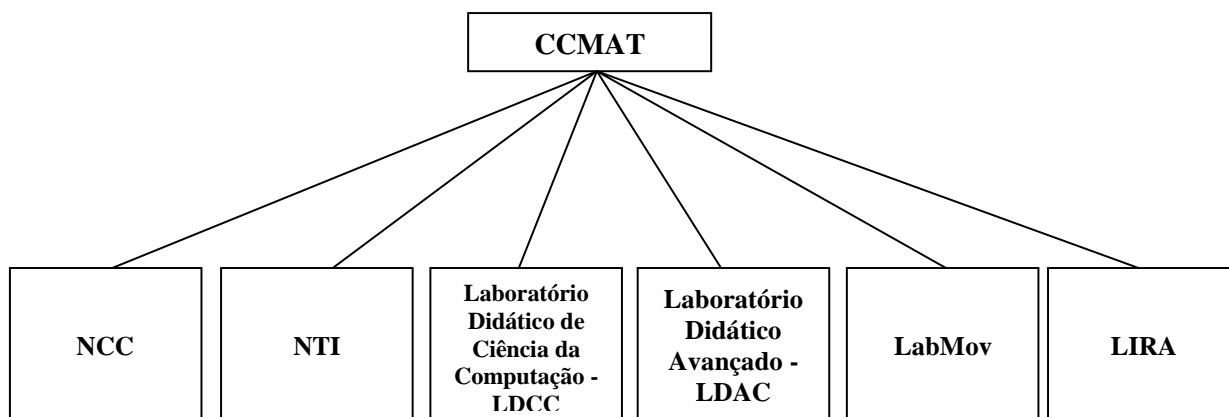 CCMAT
NCC
NTI
Laboratório
Didático de
Ciência da
Computação -
LDCC
Laboratório
Didático
Avançado -
LDAC
LabMov
LIRA